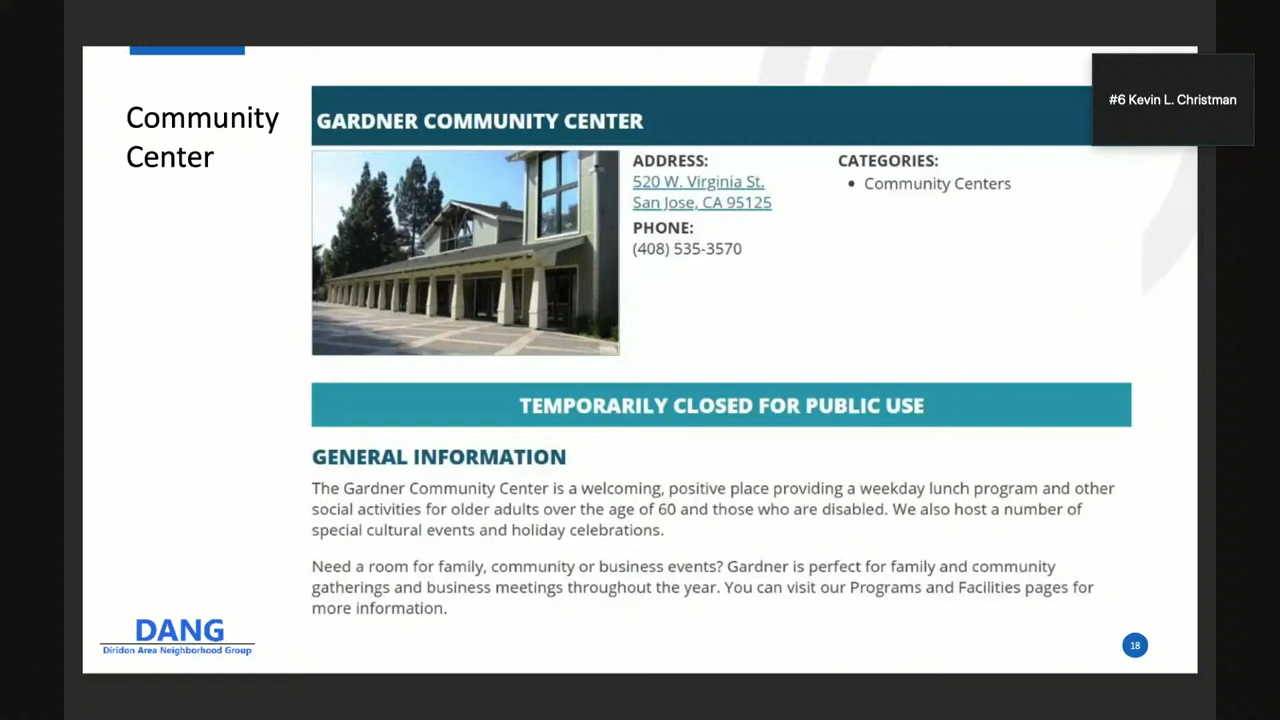 Community
Center
GARDNER COMMUNITY CENTER
#6 Kevin L. Christman
ADDRESS:
520 W. Virginia St.
San Jose, CA 95125
PHONE:
(408) 535-3570
CATEGORIES:
• Community Centers
TEMPORARILY CLOSED FOR PUBLIC USE
GENERAL INFORMATION
The Gardner Community Center is a welcoming, positive place providing a weekday lunch program and other
social activities for older adults over the age of 60 and those who are disabled. We also host a number of
special cultural events and holiday celebrations.
Need a room for family, community or business events? Gardner is perfect for family and community
gatherings and business meetings throughout the year. You can visit our Programs and Facilities pages for
more information.
DANG
Diridon Area Neighborhood Group
18